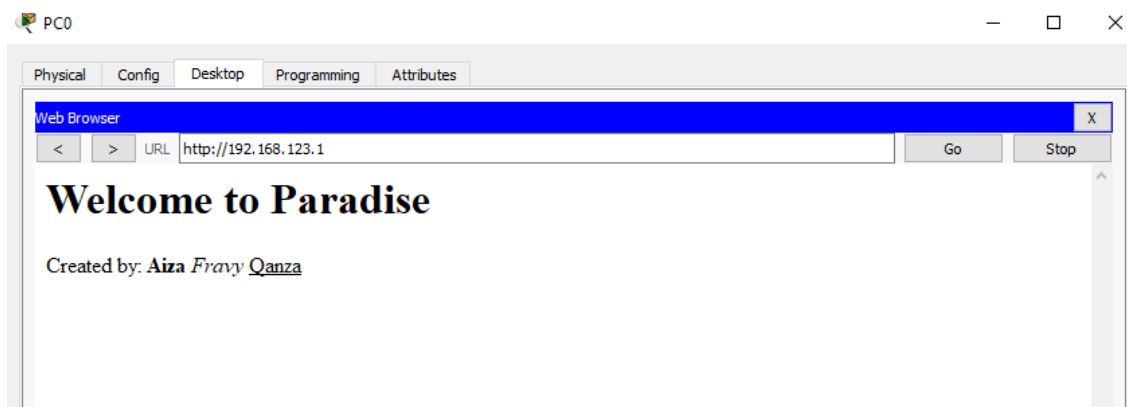 PC0
Physical Config Desktop Programming Attributes
Web Browser X
< > URL http://192.168.123.1 Go Stop
Welcome to Paradise
Created by: Aiza Fravy Qanza